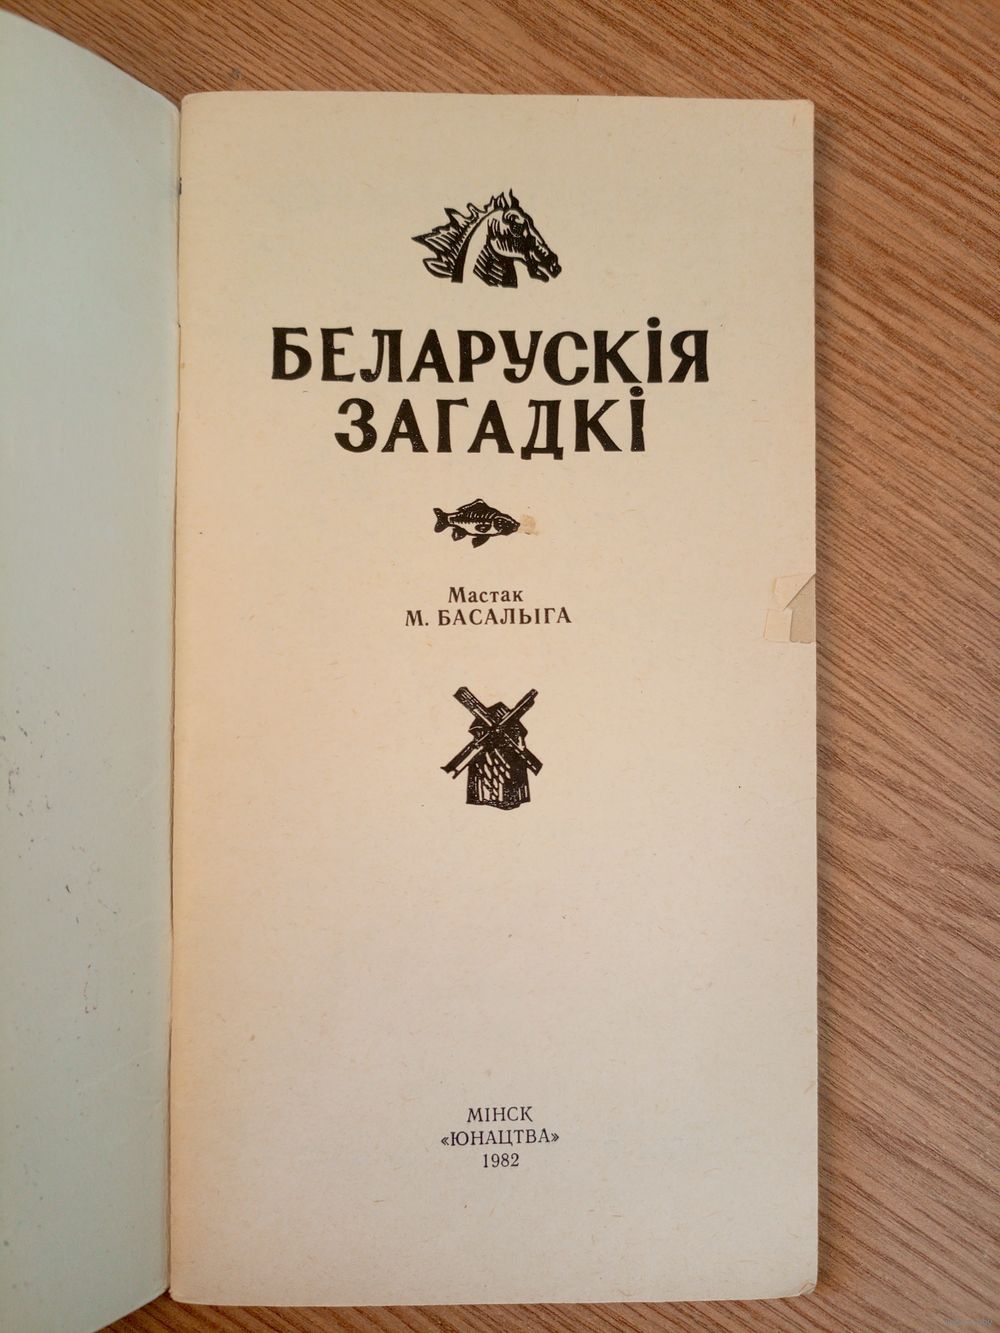 БЕЛАРУСКІЯ
ЗАГАДКІ
Мастак
М. БАСАЛЫГА
МІНСК
«ЮНАЦТВА»
1982